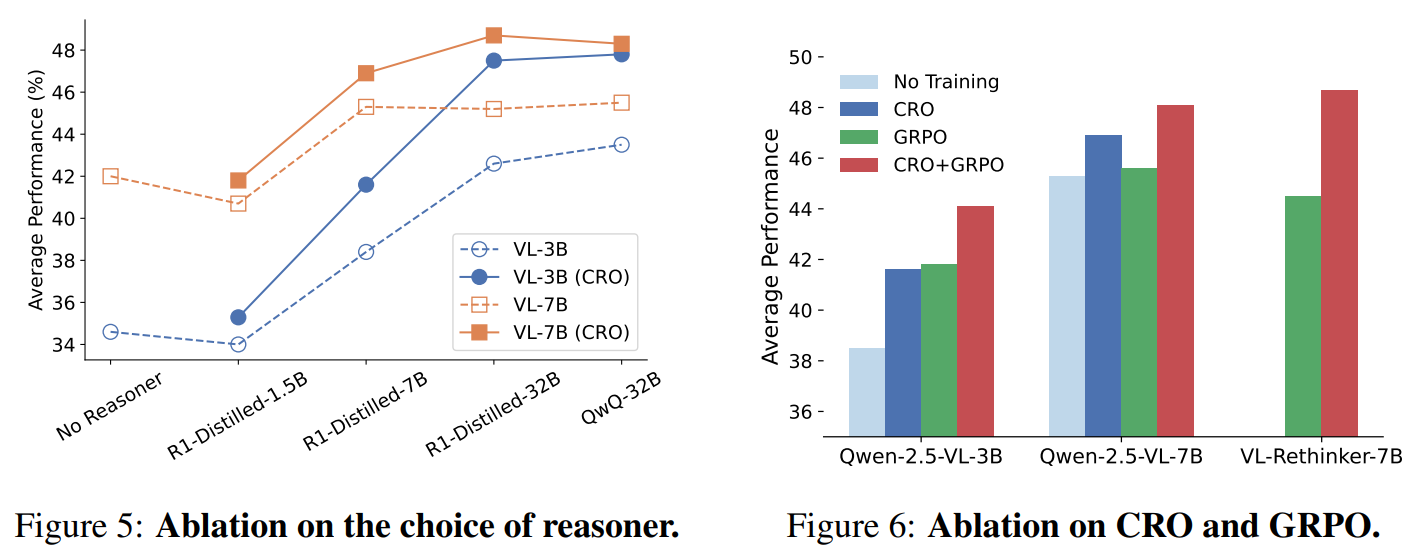 Average Performance (%)
48
46
44
42
40
38
36
34
VL-3B
VL-3B (CRO)
VL-7B
VL-7B (CRO)
No Reasoner
R1-Distilled-1.5B
R1-Distilled-7B
R1-Distilled-32B
QwQ-32B
Figure 5: Ablation on the choice of reasoner.
Average Performance
50
48
46
44
42
40
38
36
No Training
CRO
GRPO
CRO+GRPO
Qwen-2.5-VL-3B
Qwen-2.5-VL-7B
VL-Rethinker-7B
Figure 6: Ablation on CRO and GRPO.